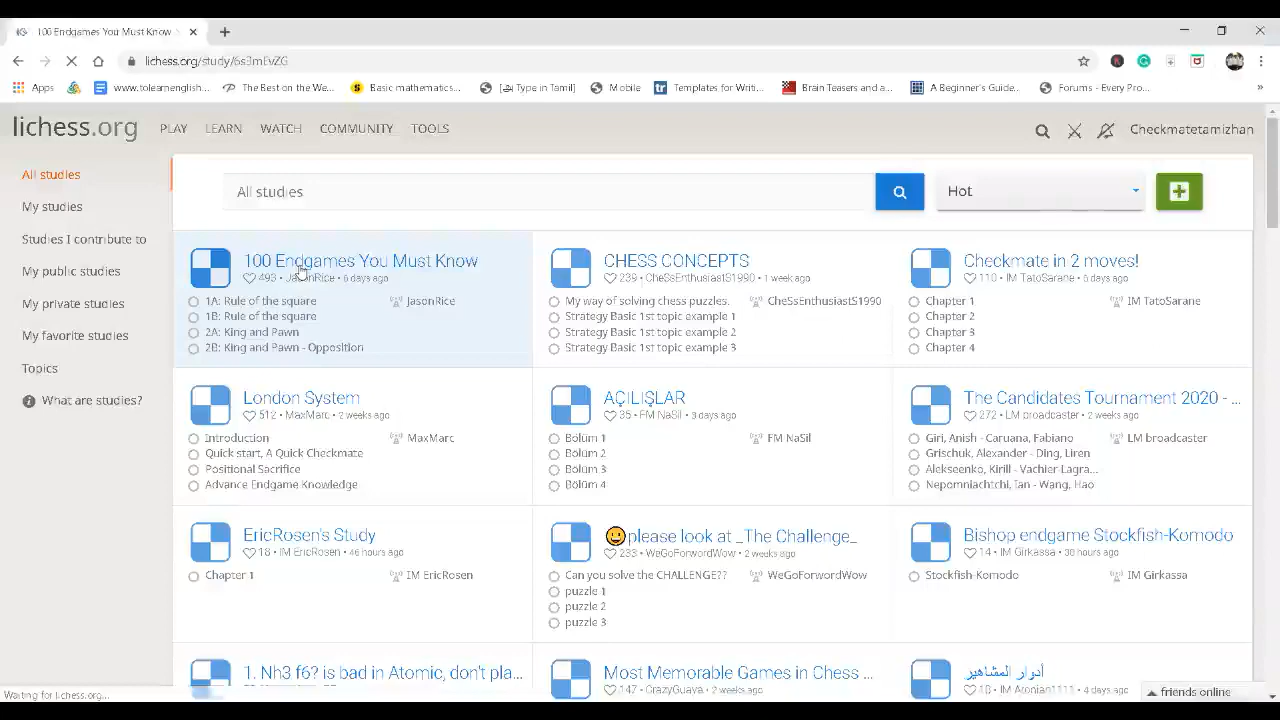 100 Endgames You Must Know
lichess.org/study/6s3mEvZG
Apps
www.tolearnenglish...
The Best on the We...
Basic mathematics...
[தமிழ்] Type in Tamil
Mobile
Templates for Writi...
Brain Teasers and a...
A Beginner's Guide...
Forums - Every Pro...
lichess.org
PLAY
LEARN
WATCH
COMMUNITY
TOOLS
Checkmatetamizhan
All studies
My studies
Studies I contribute to
My public studies
My private studies
My favorite studies
Topics
What are studies?
All studies
Hot
100 Endgames You Must Know
493 • JasonRice • 6 days ago
1A: Rule of the square
JasonRice
1B: Rule of the square
2A: King and Pawn
2B: King and Pawn - Opposition
CHESS CONCEPTS
239 • CheSsEnthusiastS1990 • 1 week ago
My way of solving chess puzzles.
CheSsEnthusiastS1990
Strategy Basic 1st topic example 1
Strategy Basic 1st topic example 2
Strategy Basic 1st topic example 3
Checkmate in 2 moves!
110 • IM TatoSarane • 6 days ago
Chapter 1
IM TatoSarane
Chapter 2
Chapter 3
Chapter 4
London System
512 • MaxMarc • 2 weeks ago
Introduction
MaxMarc
Quick start, A Quick Checkmate
Positional Sacrifice
Advance Endgame Knowledge
AÇILIŞLAR
35 • FM NaSil • 3 days ago
Bölüm 1
FM NaSil
Bölüm 2
Bölüm 3
Bölüm 4
The Candidates Tournament 2020 - ...
272 • LM broadcaster • 2 weeks ago
Giri, Anish - Caruana, Fabiano
LM broadcaster
Grischuk, Alexander - Ding, Liren
Alekseenko, Kirill - Vachier-Lagra...
Nepomniachtchi, Ian - Wang, Hao
EricRosen's Study
18 • IM EricRosen • 46 hours ago
Chapter 1
IM EricRosen
please look at _The Challenge_
233 • WeGoForwordWow • 2 weeks ago
Can you solve the CHALLENGE??
WeGoForwordWow
puzzle 1
puzzle 2
puzzle 3
Bishop endgame Stockfish-Komodo
14 • IM Girkassa • 30 hours ago
Stockfish-Komodo
IM Girkassa
1. Nh3 f6? is bad in Atomic, don't pla...
Most Memorable Games in Chess ...
147 • CrazyGuava • 2 weeks ago
أدوار المشاهير
18 • IM Aronian1111 • 4 days ago
Waiting for lichess.org...
friends online